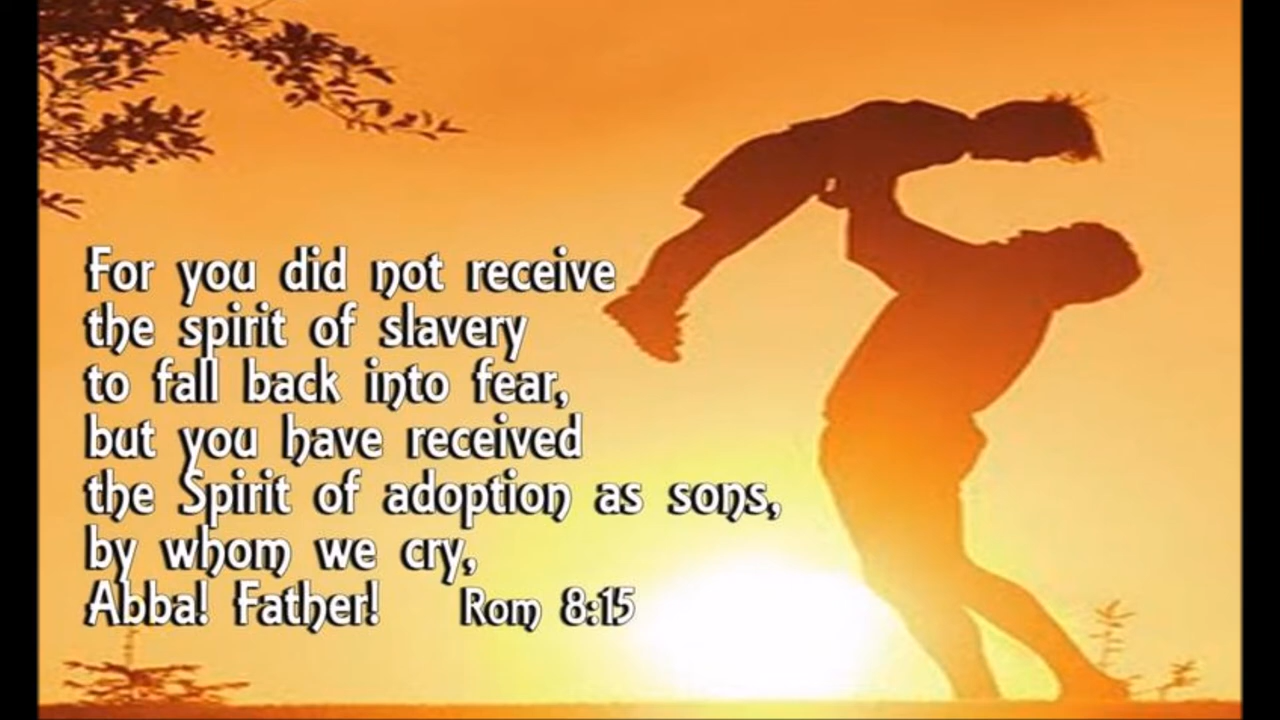 For you did not receive
the spirit of slavery
to fall back into fear,
but you have received
the Spirit of adoption as sons,
by whom we cry,
Abba! Father! Rom 8:15